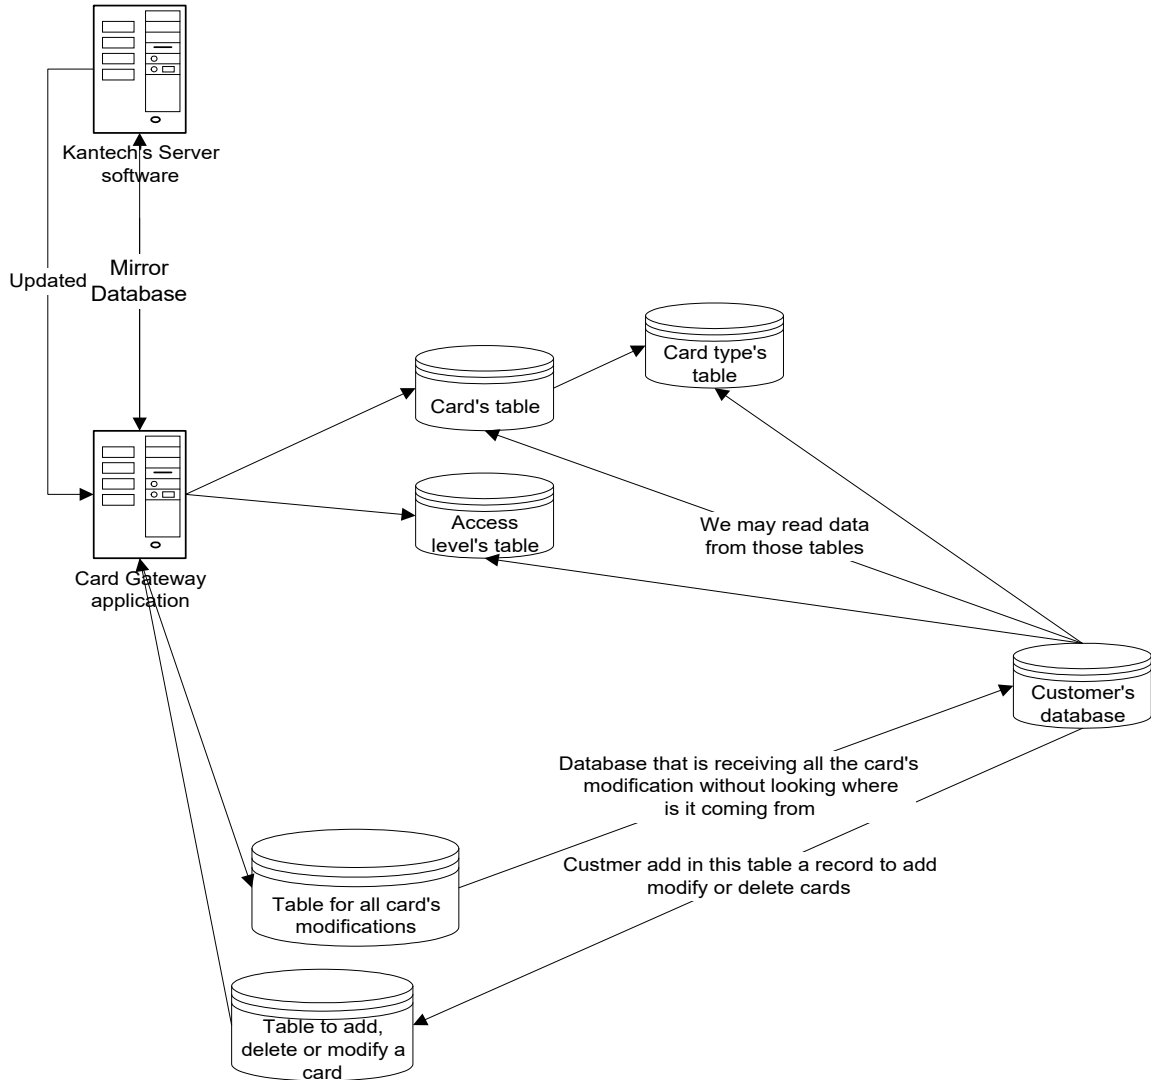 Kantech's Server
software
Updated
Mirror
Database
Card type's
table
Card's table
Access
level's table
We may read data
from those tables
Card Gateway
application
Customer's
database
Database that is receiving all the card's
modification without looking where
is it coming from
Custmer add in this table a record to add
modify or delete cards
Table for all card's
modifications
Table to add,
delete or modify a
card